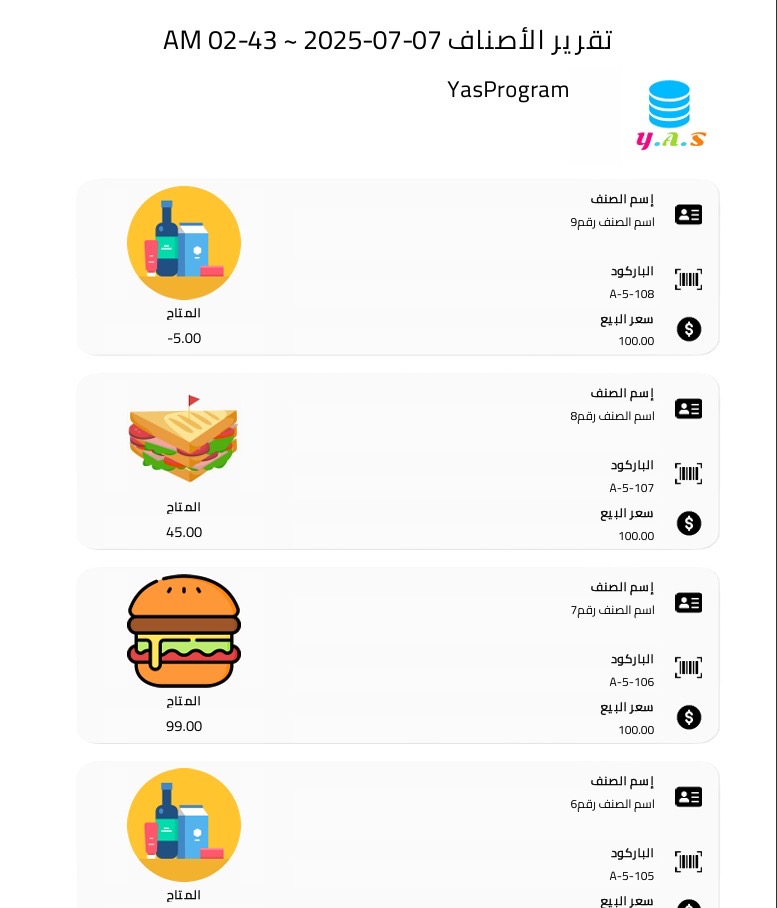 تقرير الأصناف 07-07-2025 ~ 43-02 AM
YasProgram
Y.A.S
إسم الصنف
اسم الصنف رقم9
الباركود
A-5-108
سعر البيع
100.00
المتاح
-5.00
إسم الصنف
اسم الصنف رقم8
الباركود
A-5-107
سعر البيع
100.00
المتاح
45.00
إسم الصنف
اسم الصنف رقم7
الباركود
A-5-106
سعر البيع
100.00
المتاح
99.00
إسم الصنف
اسم الصنف رقم6
الباركود
A-5-105
سعر البيع
المتاح